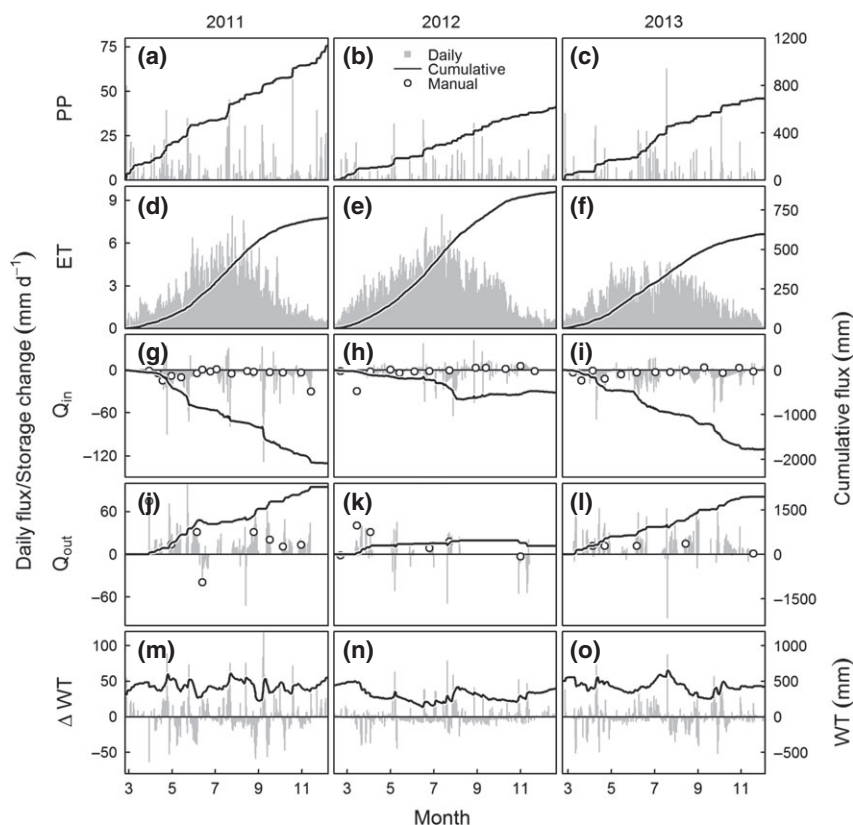 2011 2012 2013
(a) (b) (c)
Daily
Cumulative
Manual
PP
75
50
25
0
1200
800
400
0
(d) (e) (f)
ET
9
6
3
0
750
500
250
0
(g) (h) (i)
Q in
0
−60
−120
0
−1000
−2000
(j) (k) (l)
Q out
60
0
−60
1500
0
−1500
(m) (n) (o)
Δ WT
100
50
0
−50
1000
500
0
−500
Daily flux/Storage change (mm d−1)
Cumulative flux (mm)
WT (mm)
3 5 7 9 11 3 5 7 9 11 3 5 7 9 11
Month